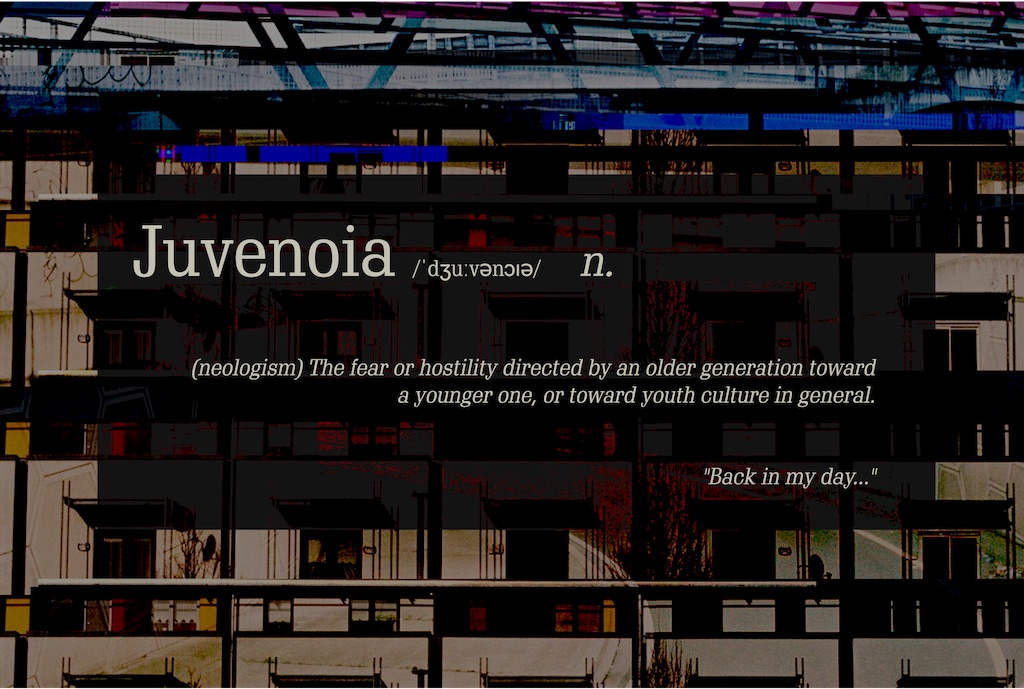 Juvenoia /ˈdʒuːvənɔɪə/ n.
(neologism) The fear or hostility directed by an older generation toward
a younger one, or toward youth culture in general.
"Back in my day..."